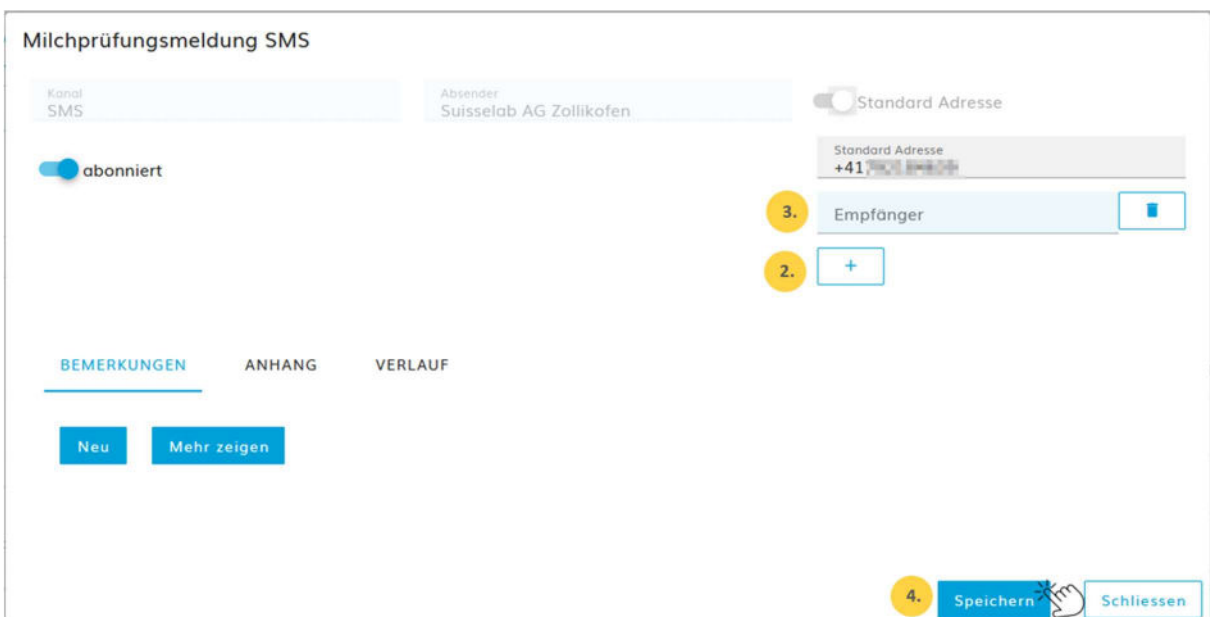 Milchprüfungsmeldung SMS
Kanal
SMS
Absender
Suisselab AG Zollikofen
Standard Adresse
abonniert
Standard Adresse
+41
3.
Empfänger
2.
+
BEMERKUNGEN
ANHANG
VERLAUF
Neu
Mehr zeigen
4.
Speichern
Schliessen